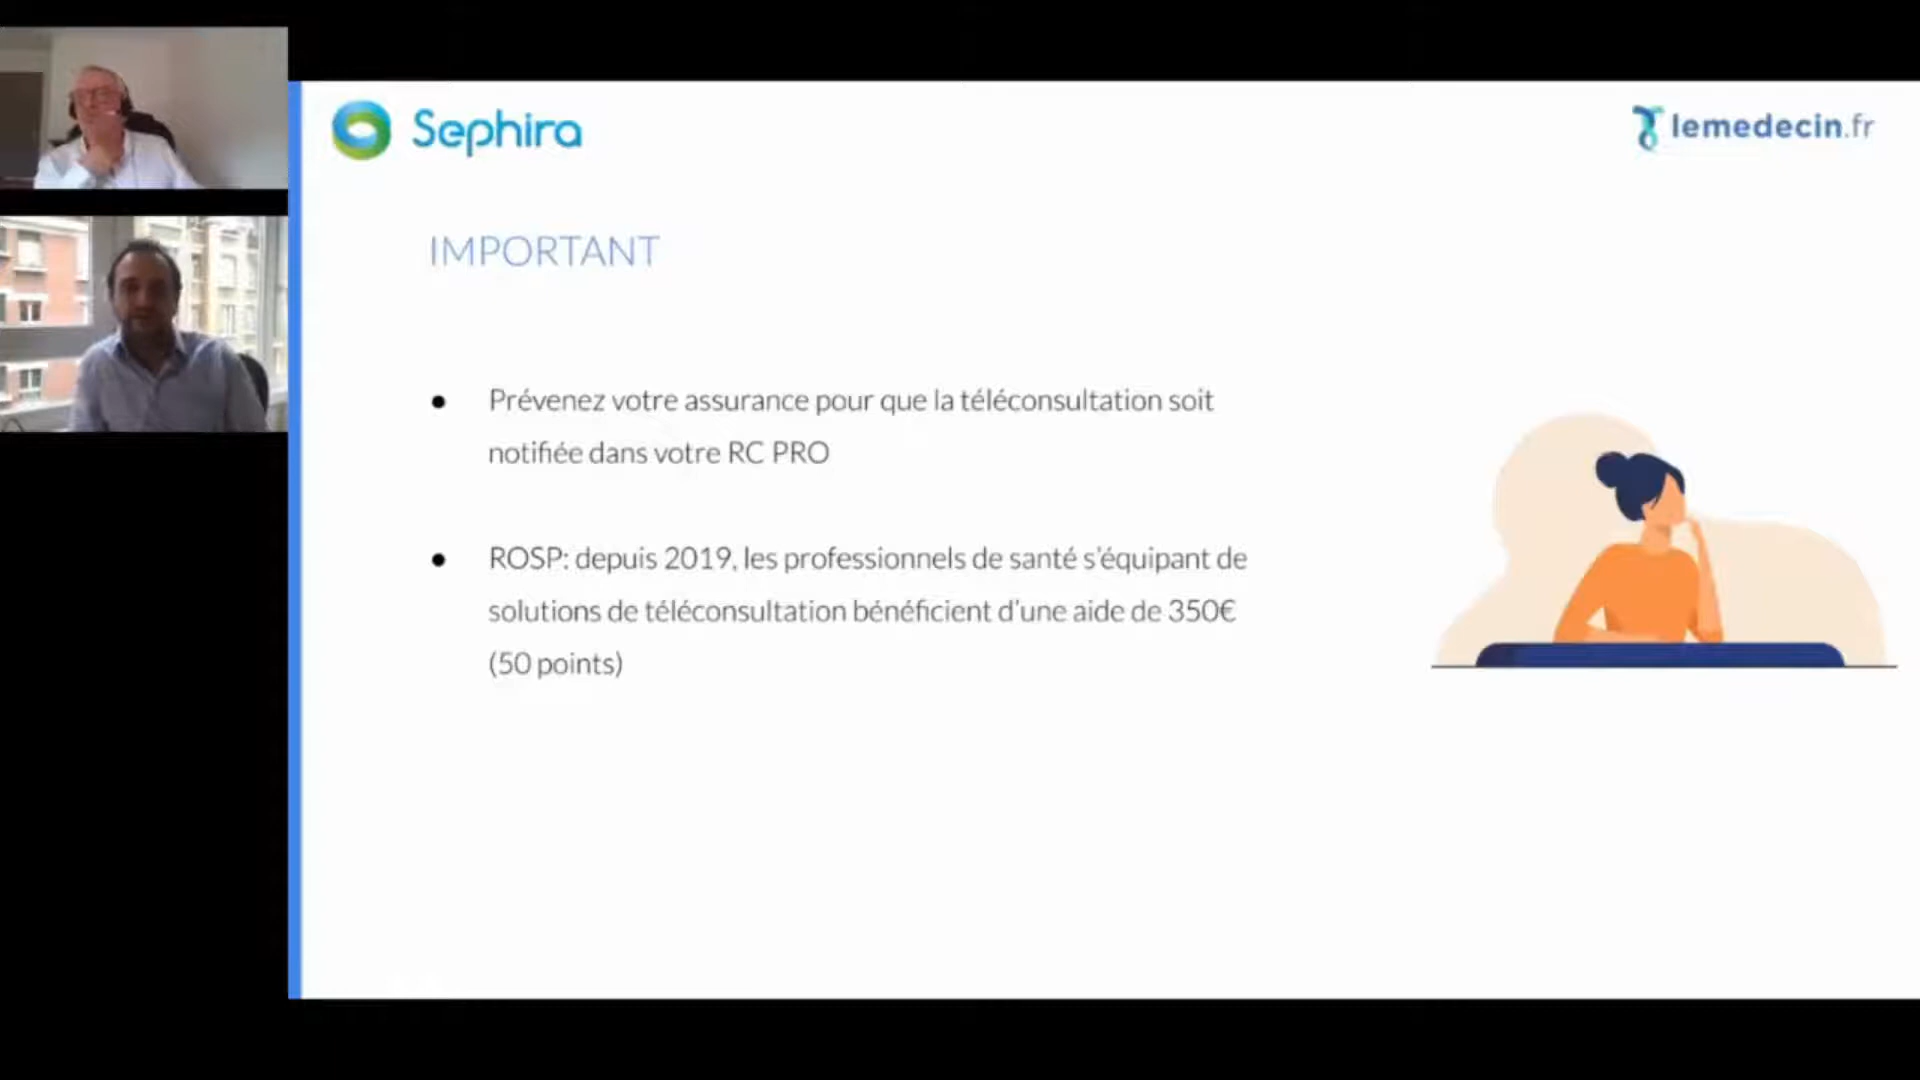 Sephira
lemedecin.fr
IMPORTANT
● Prévenez votre assurance pour que la téléconsultation soit
notifiée dans votre RC PRO
● ROSP: depuis 2019, les professionnels de santé s'équipant de
solutions de téléconsultation bénéficient d'une aide de 350€
(50 points)